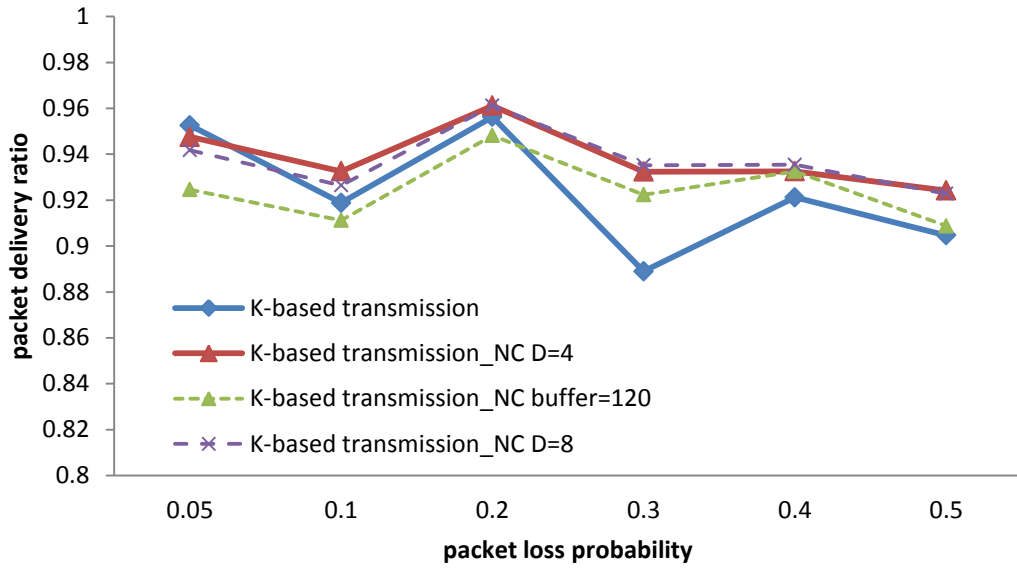 1
0.98
0.96
0.94
0.92
0.9
0.88
0.86
0.84
0.82
0.8
packet delivery ratio
K-based transmission
K-based transmission_NC D=4
K-based transmission_NC buffer=120
K-based transmission_NC D=8
0.05 0.1 0.2 0.3 0.4 0.5
packet loss probability